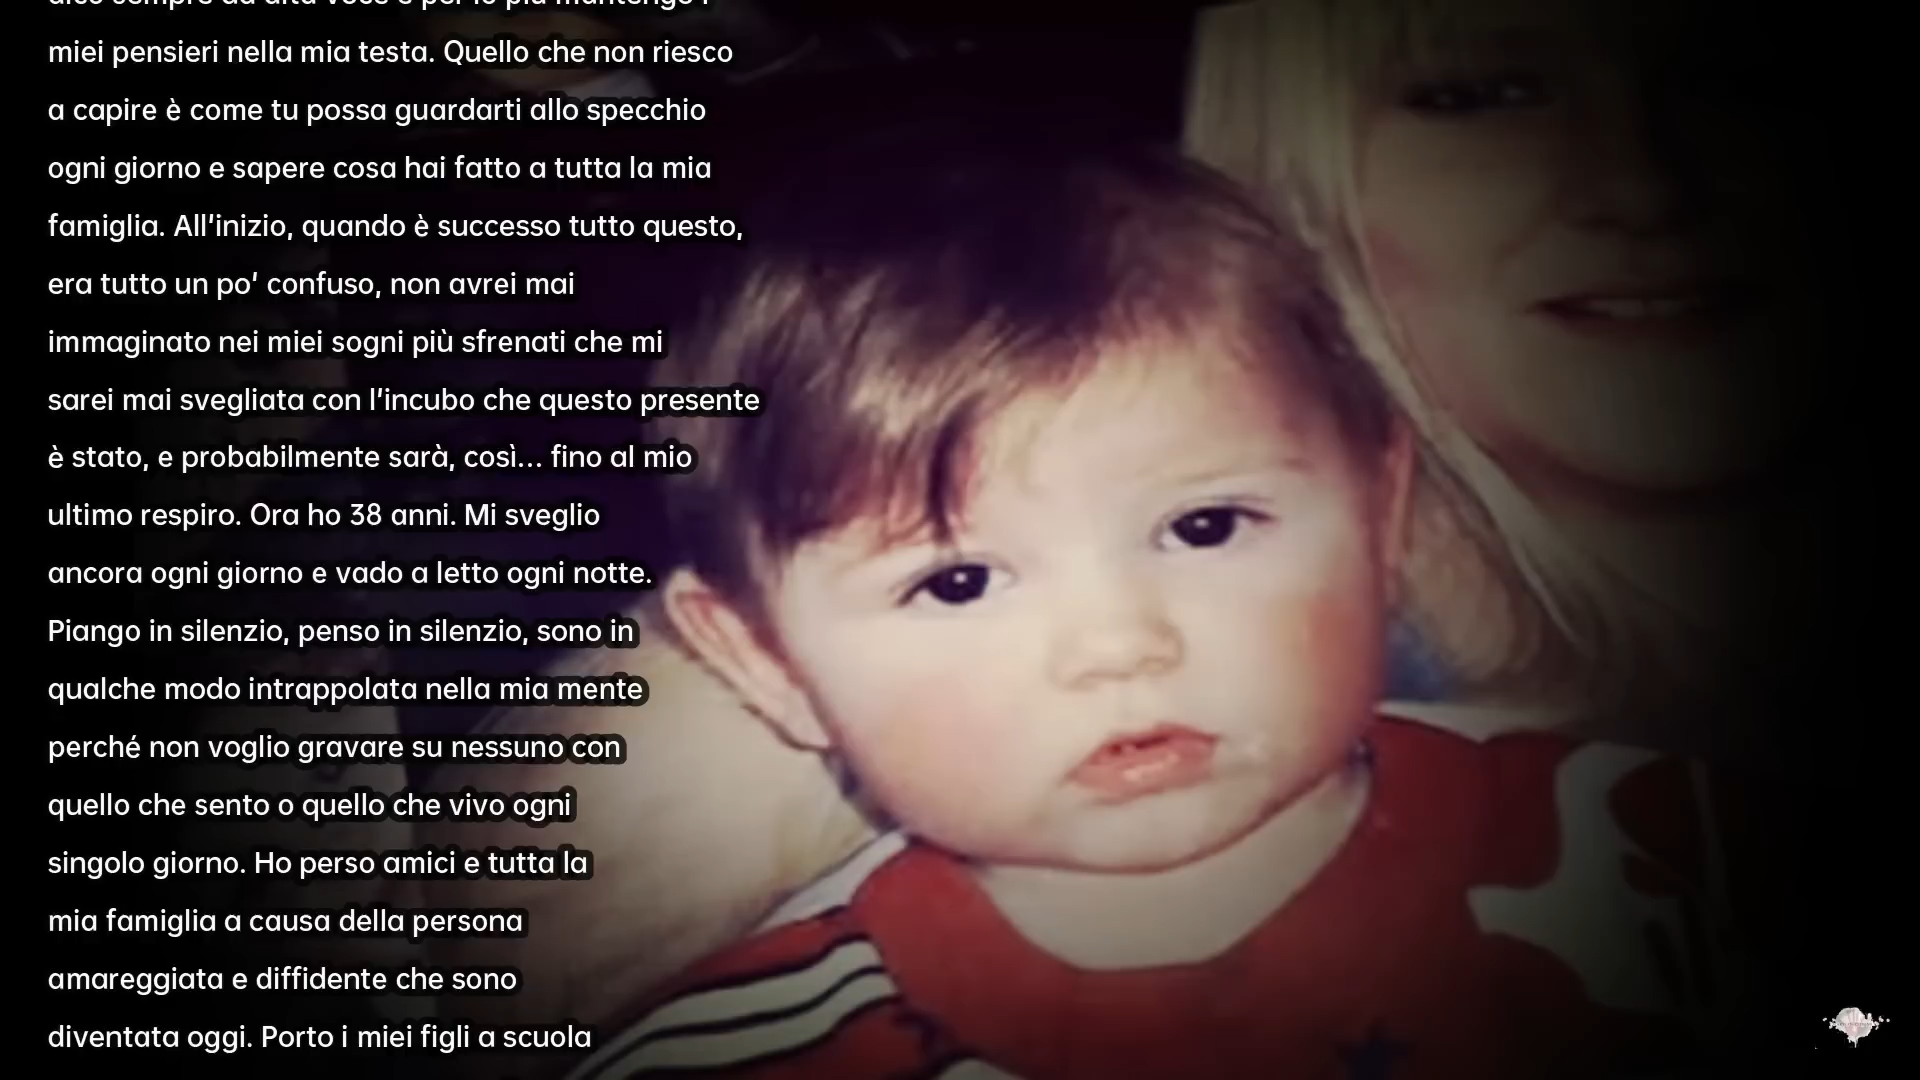 miei pensieri nella mia testa. Quello che non riesco
a capire è come tu possa guardarti allo specchio
ogni giorno e sapere cosa hai fatto a tutta la mia
famiglia. All'inizio, quando è successo tutto questo,
era tutto un po' confuso, non avrei mai
immaginato nei miei sogni più sfrenati che mi
sarei mai svegliata con l'incubo che questo presente
è stato, e probabilmente sarà, così... fino al mio
ultimo respiro. Ora ho 38 anni. Mi sveglio
ancora ogni giorno e vado a letto ogni notte.
Piango in silenzio, penso in silenzio, sono in
qualche modo intrappolata nella mia mente
perché non voglio gravare su nessuno con
quello che sento o quello che vivo ogni
singolo giorno. Ho perso amici e tutta la
mia famiglia a causa della persona
amareggiata e diffidente che sono
diventata oggi. Porto i miei figli a scuola